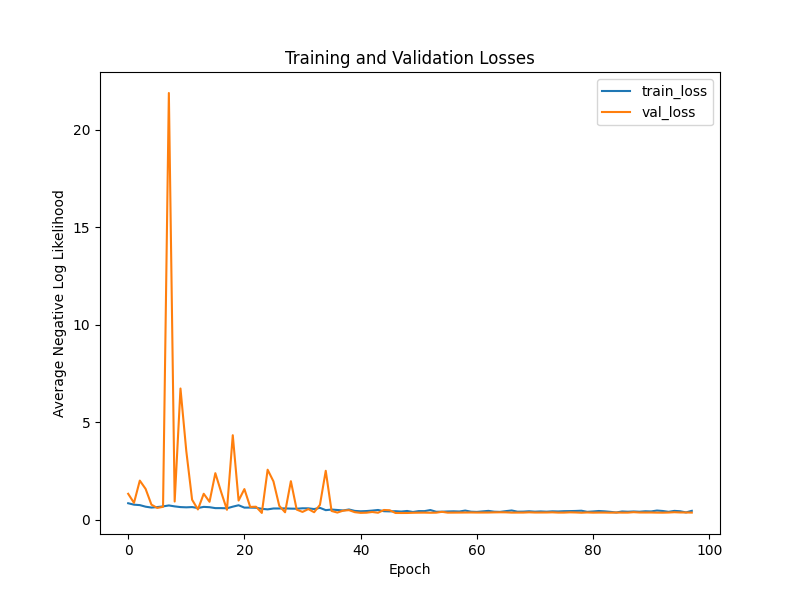 Training and Validation Losses
train_loss
val_loss
Average Negative Log Likelihood
20
15
10
5
0
0 20 40 60 80 100
Epoch